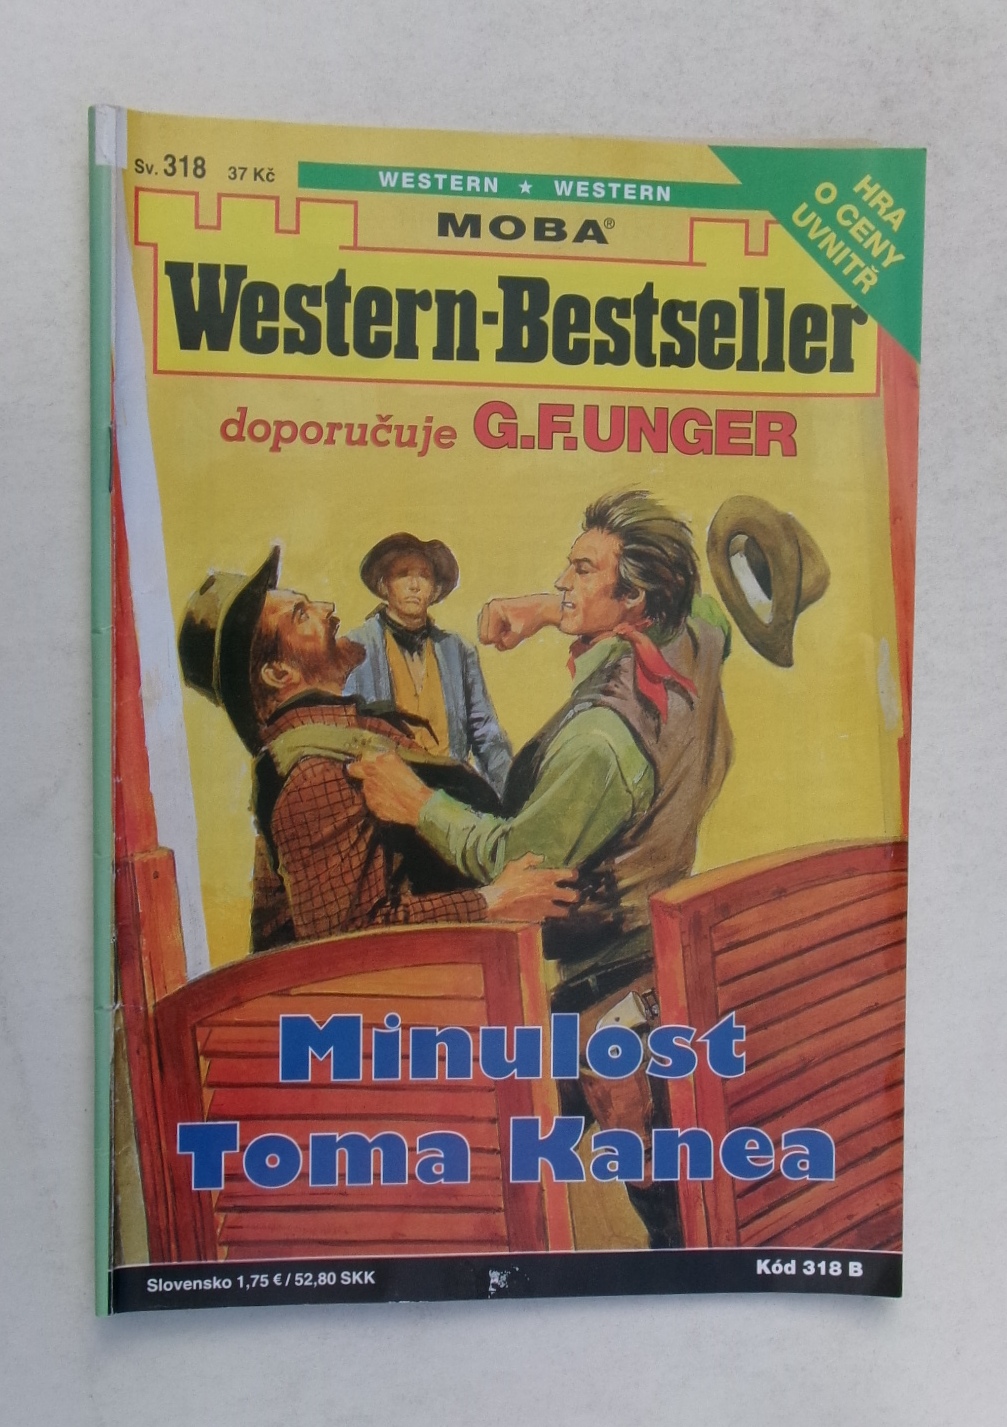 Sv. 318 37 Kč
WESTERN ★ WESTERN
HRA
O CENY
UVNITŘ
MOBA®
Western-Bestseller
doporučuje G.F. UNGER
Minulost
Toma Kanea
Slovensko 1,75 € / 52,80 SKK
Kód 318 B